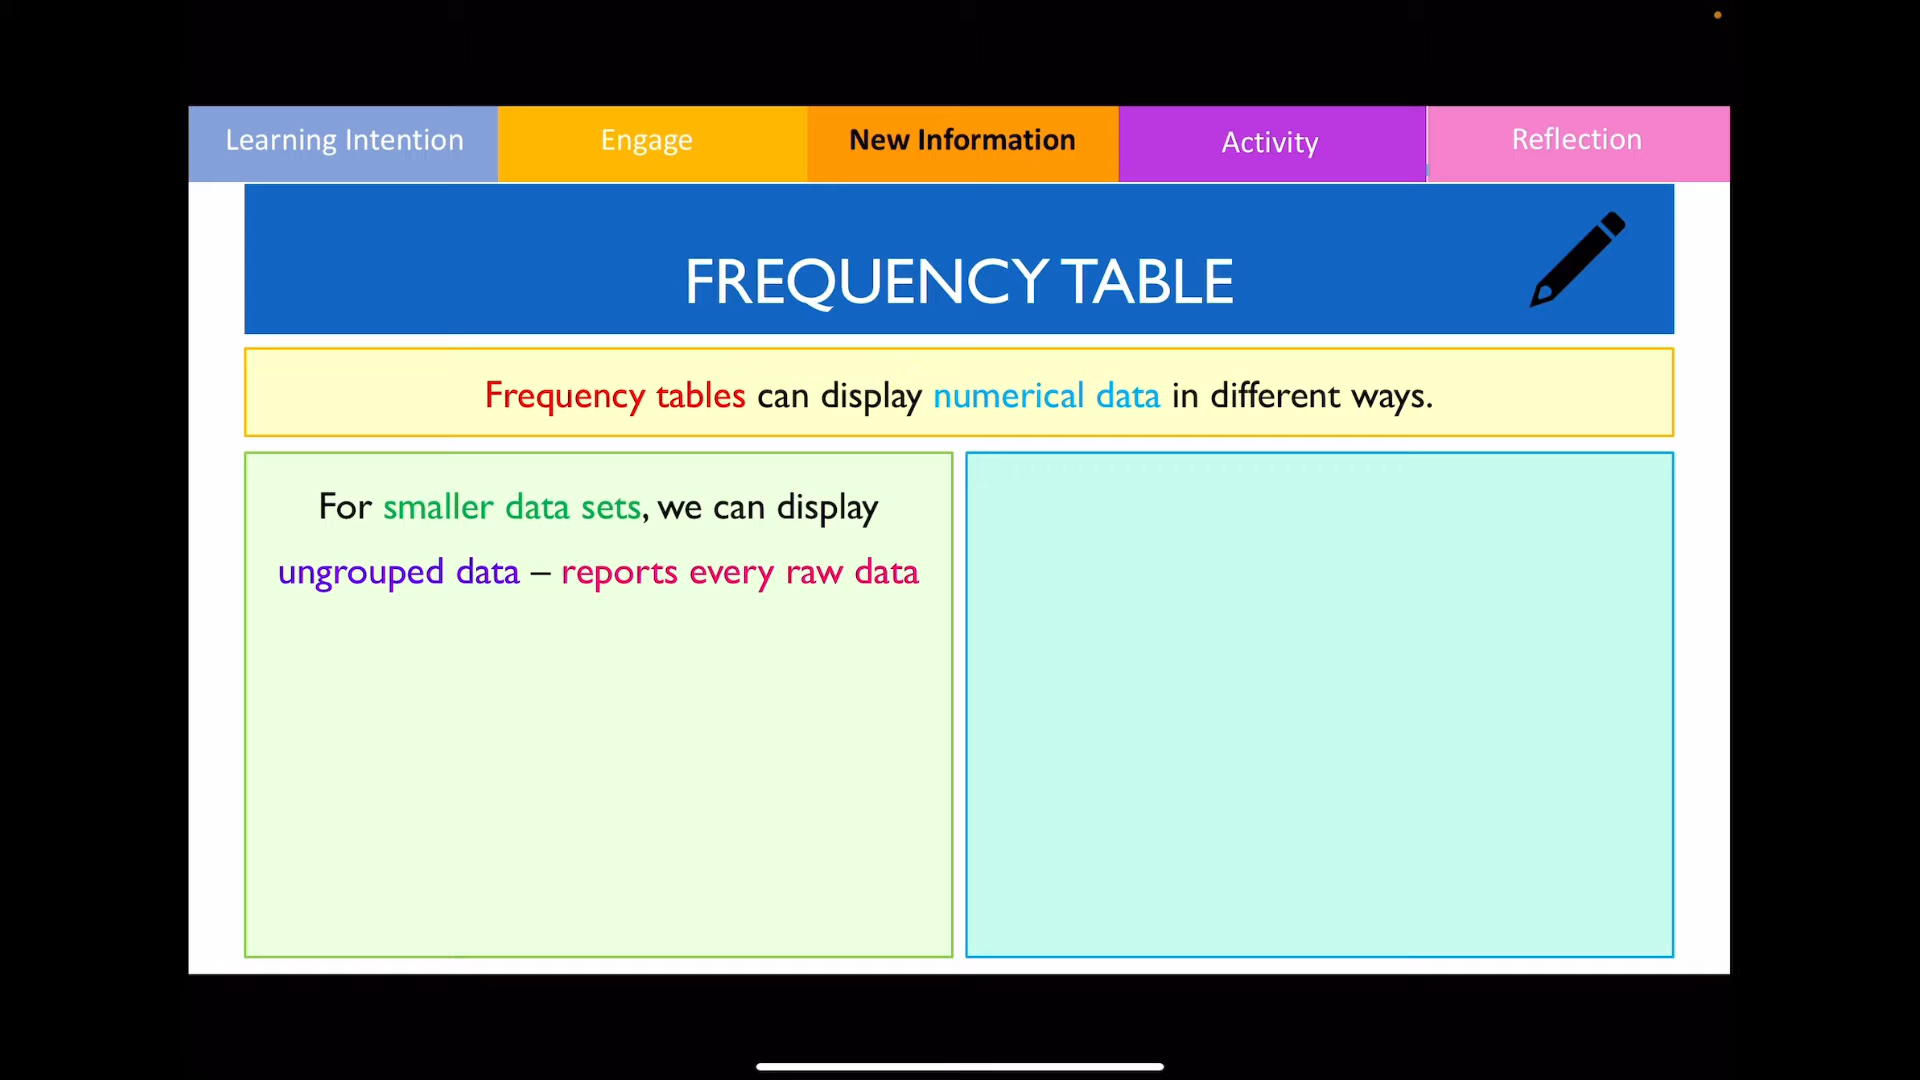 Learning Intention
Engage
New Information
Activity
Reflection
FREQUENCY TABLE
Frequency tables can display numerical data in different ways.
For smaller data sets, we can display
ungrouped data – reports every raw data